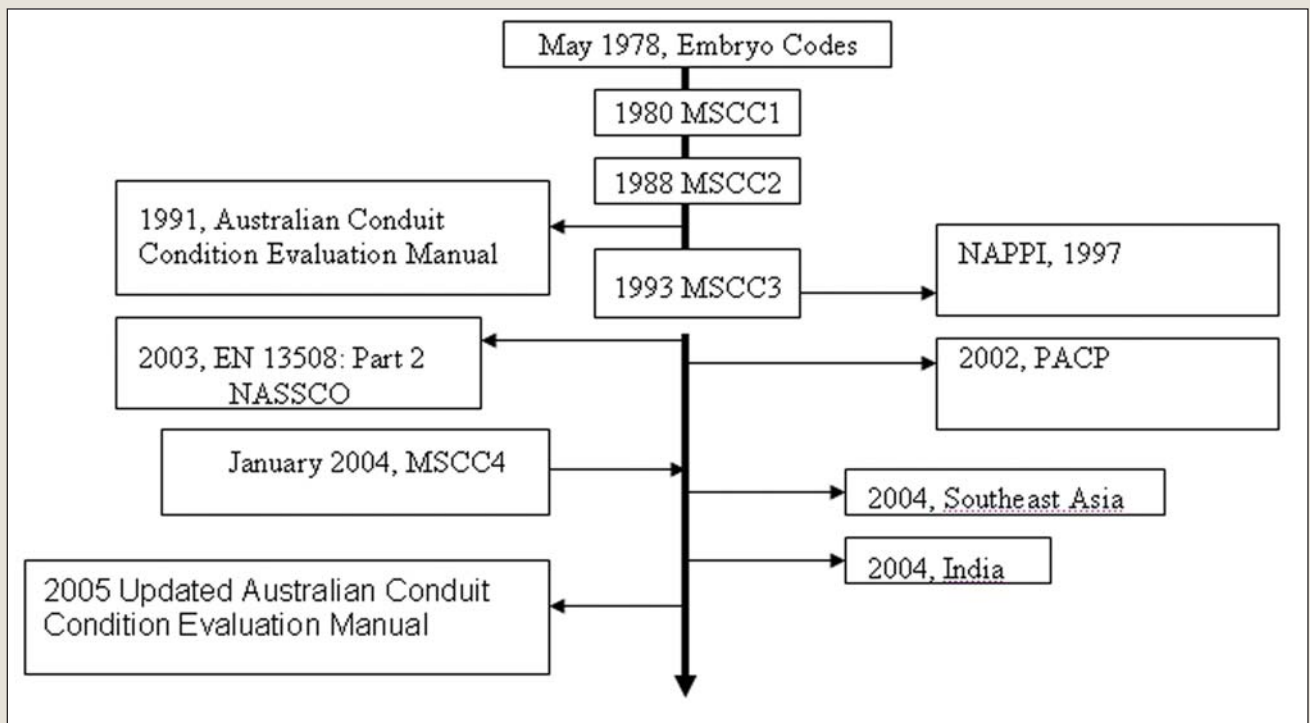 May 1978, Embryo Codes
1980 MSCC1
1988 MSCC2
1991, Australian Conduit
Condition Evaluation Manual
1993 MSCC3
NAPPI, 1997
2003, EN 13508: Part 2
NASSCO
2002, PACP
January 2004, MSCC4
2004, Southeast Asia
2004, India
2005 Updated Australian Conduit
Condition Evaluation Manual